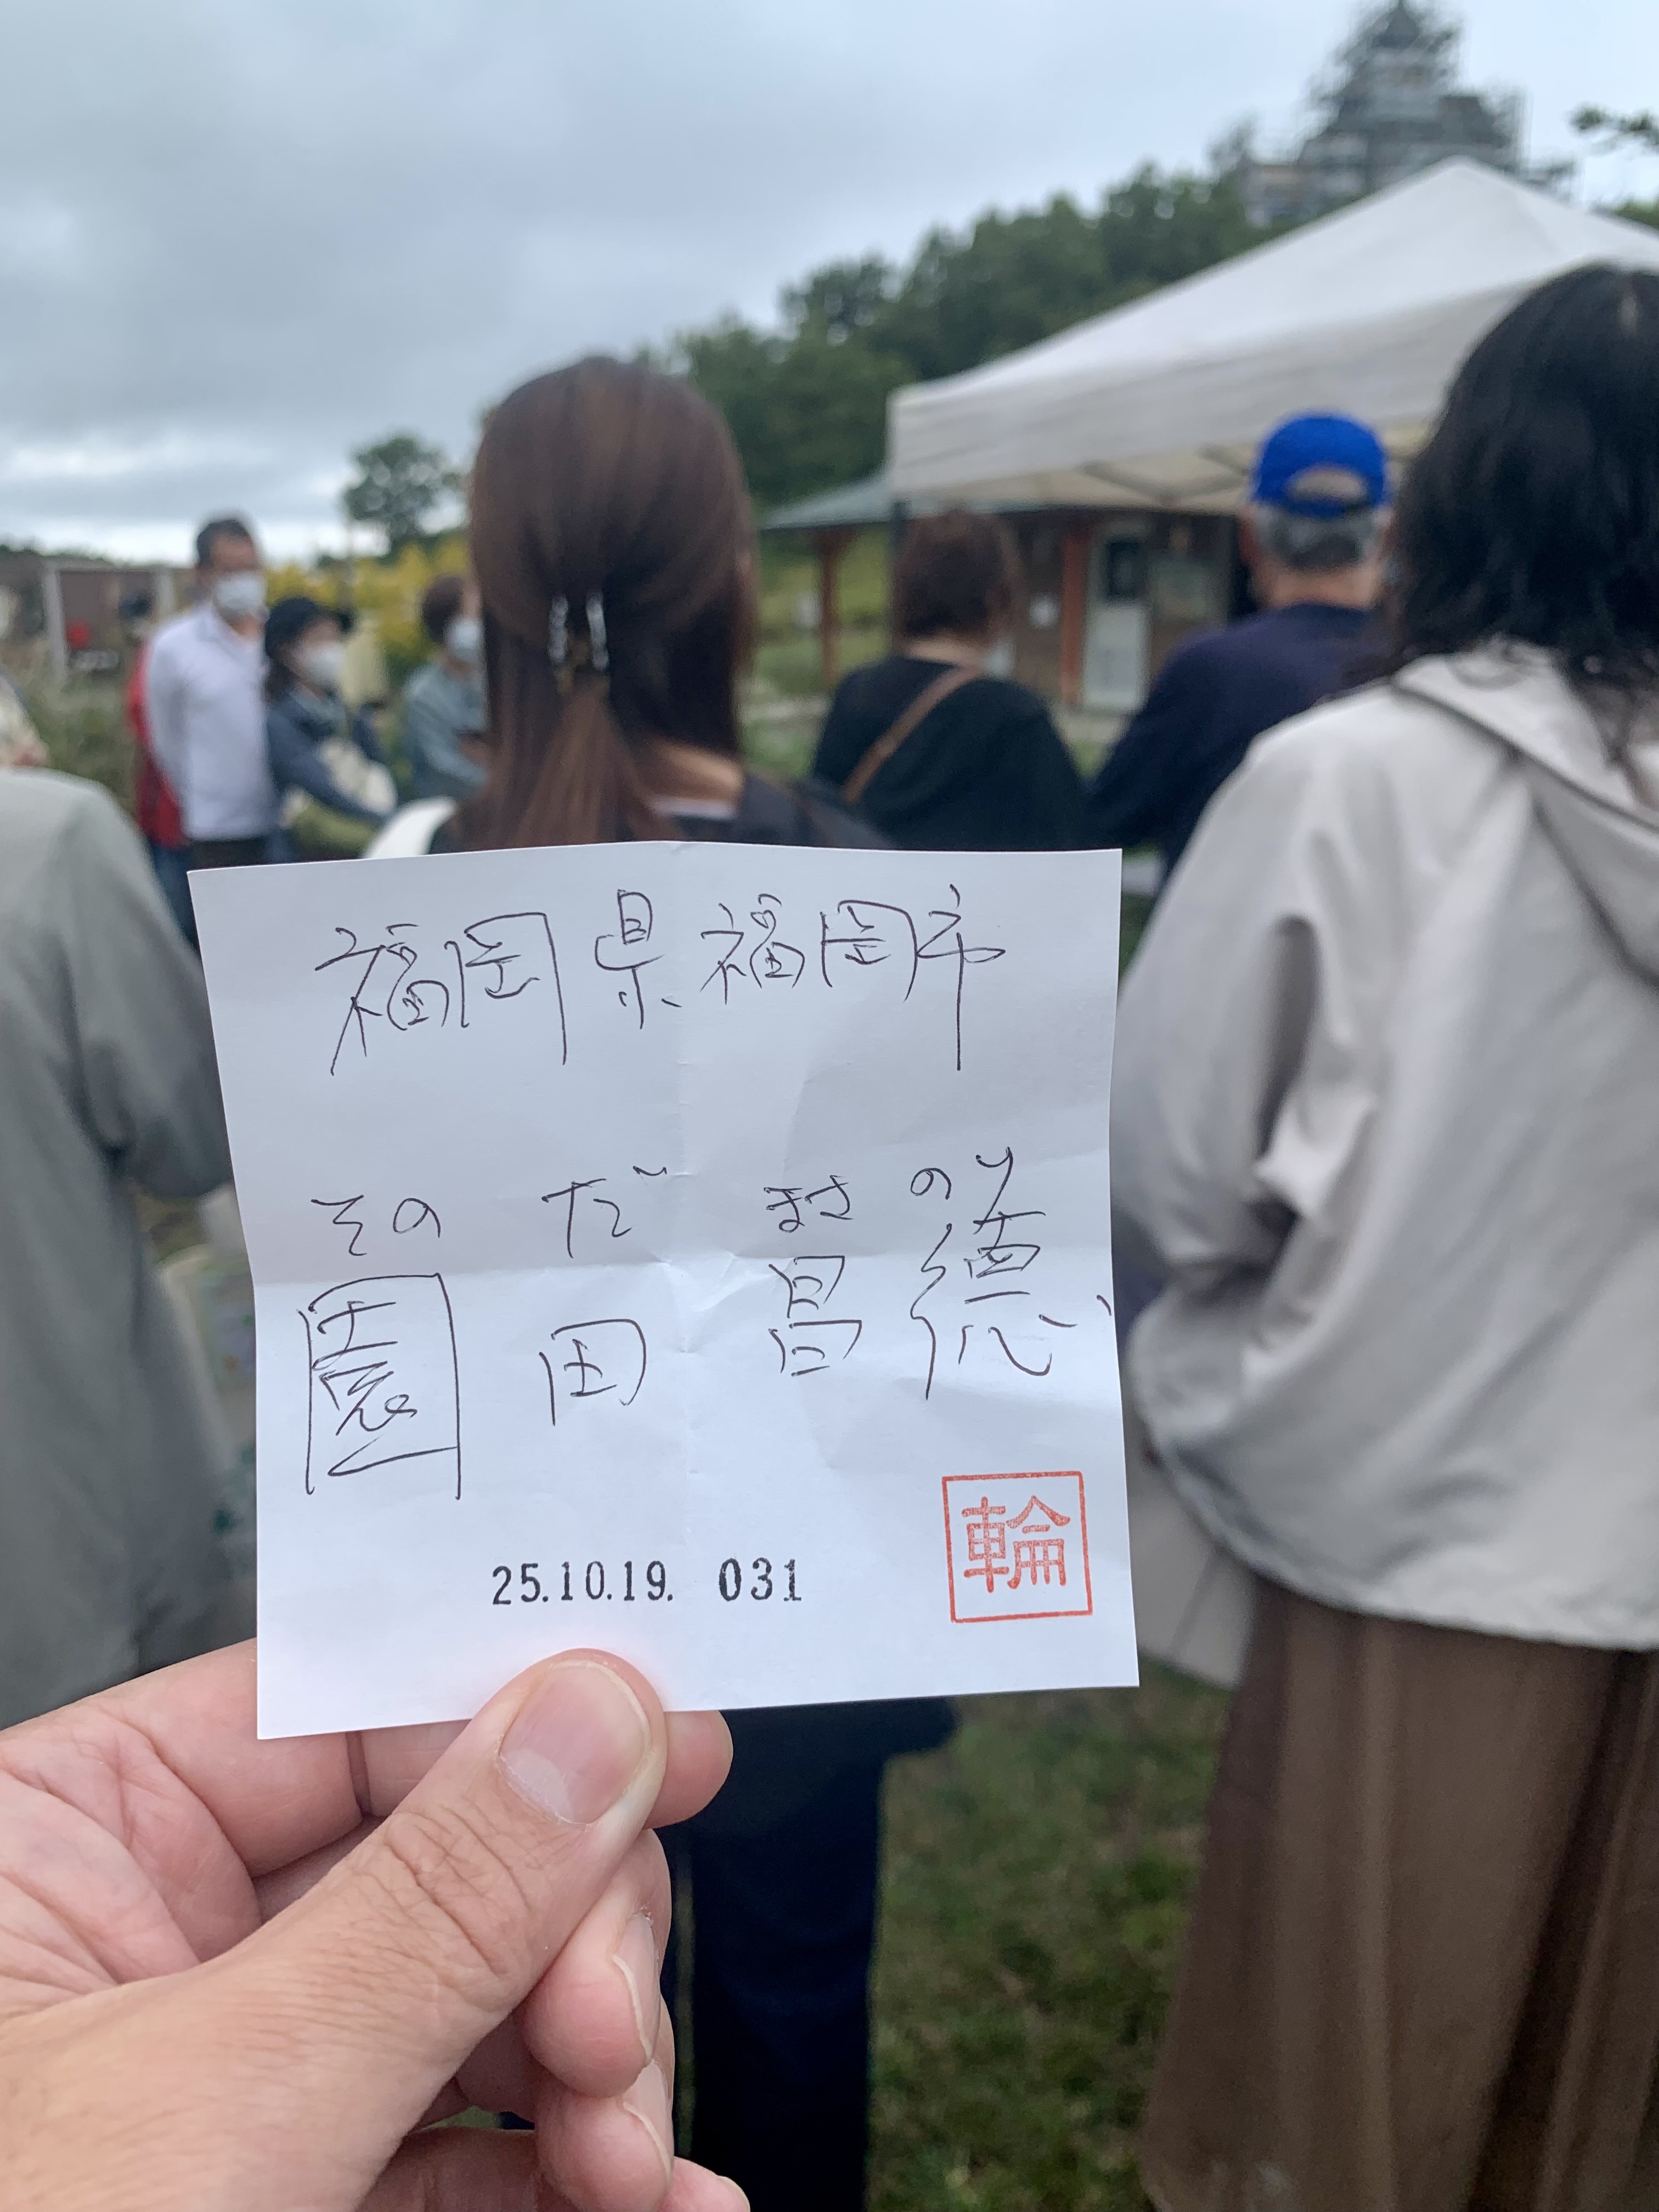 福岡県福岡市
そのだ まさのり
園田昌徳
25.10.19. 031
輪